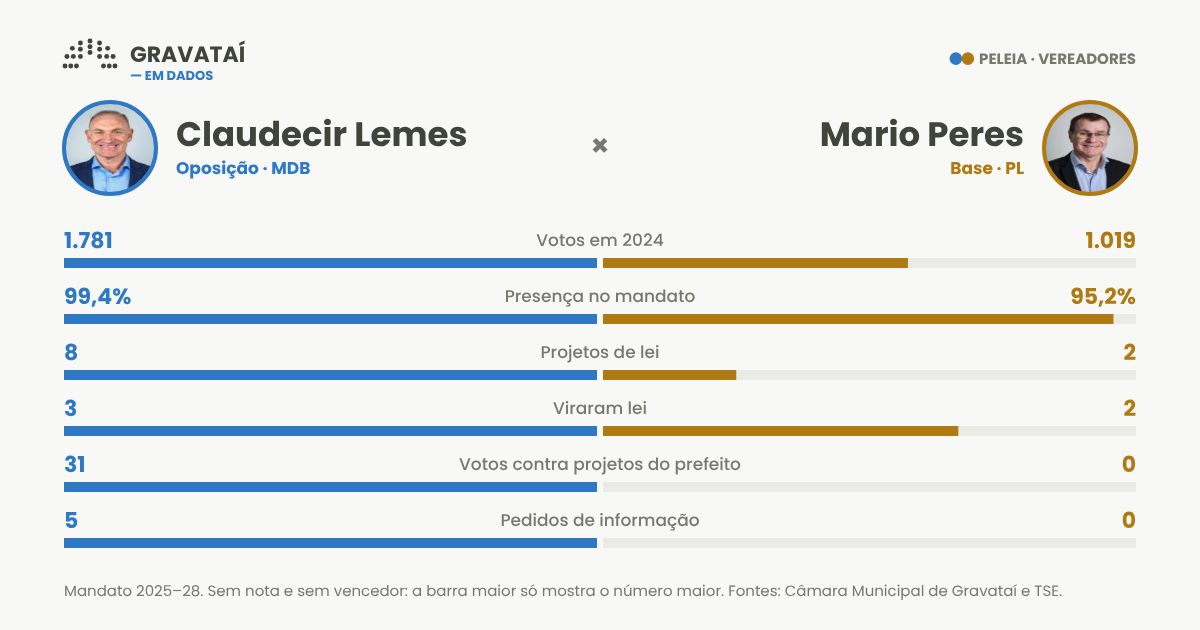 GRAVATAÍ
— EM DADOS
PELEIA · VEREADORES
Claudecir Lemes
Oposição · MDB
×
Mario Peres
Base · PL
1.781 Votos em 2024 1.019
99,4% Presença no mandato 95,2%
8 Projetos de lei 2
3 Viraram lei 2
31 Votos contra projetos do prefeito 0
5 Pedidos de informação 0
Mandato 2025–28. Sem nota e sem vencedor: a barra maior só mostra o número maior. Fontes: Câmara Municipal de Gravataí e TSE.